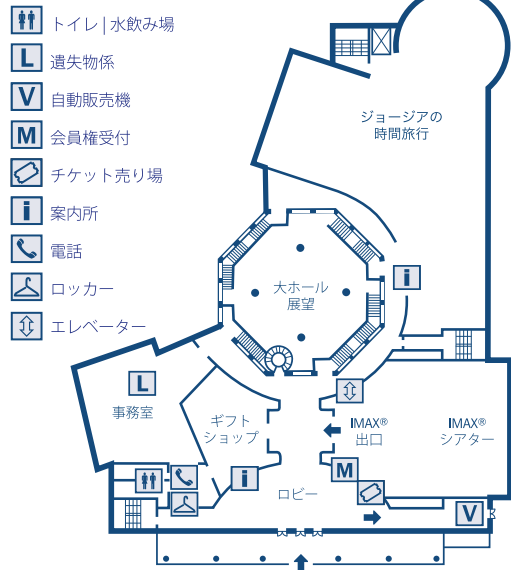 トイレ | 水飲み場
L 遺失物係
V 自動販売機
M 会員権受付
チケット売り場
i 案内所
電話
ロッカー
エレベーター
ジョージアの
時間旅行
i
大ホール
展望
L
事務室
ギフト
ショップ
IMAX®
出口
IMAX®
シアター
i
M
ロビー
V